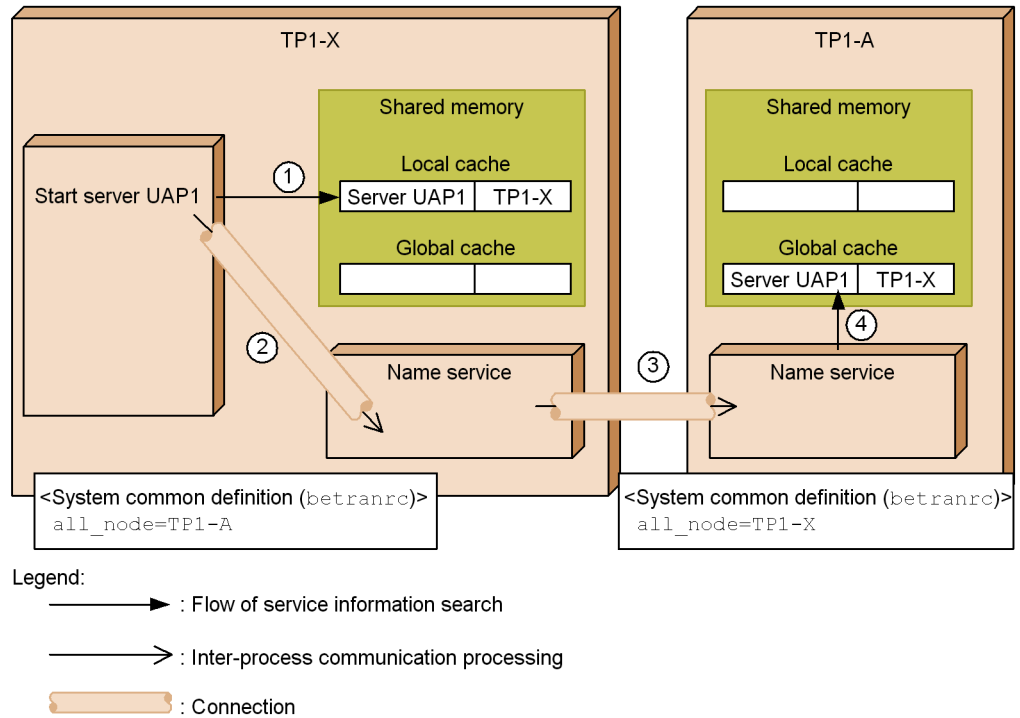 TP1-X
TP1-A
Shared memory
Shared memory
Local cache
Local cache
Start server UAP1
1
Server UAP1 TP1-X
Global cache
Global cache
Server UAP1 TP1-X
2
4
Name service
3
Name service
<System common definition (betranrc)>
all_node=TP1-A
<System common definition (betranrc)>
all_node=TP1-X
Legend:
: Flow of service information search
: Inter-process communication processing
: Connection